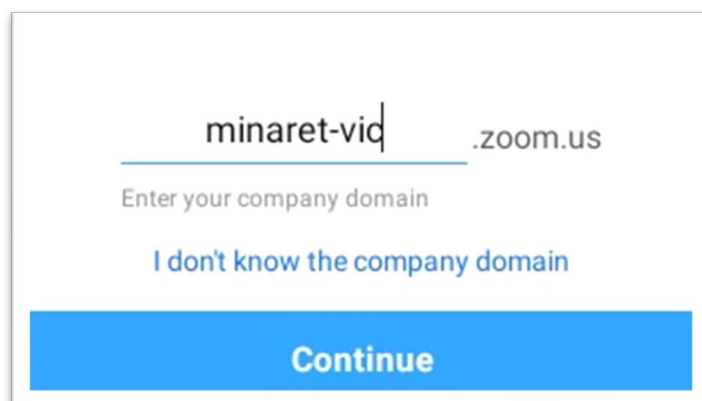 minaret-vic .zoom.us
Enter your company domain
I don't know the company domain
Continue